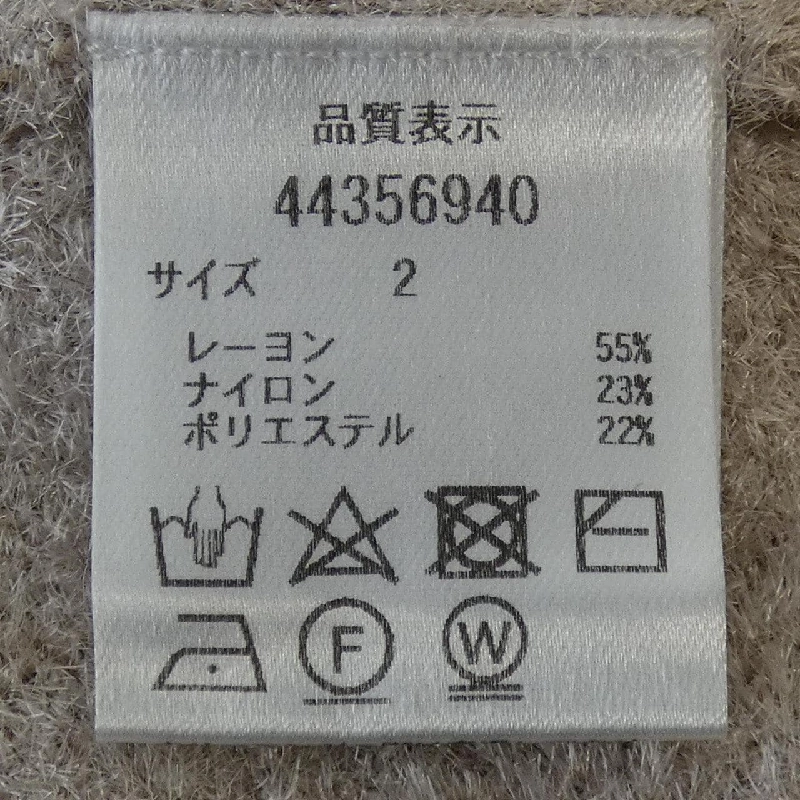 品質表示
44356940
サイズ 2
レーヨン 55%
ナイロン 23%
ポリエステル 22%
F W